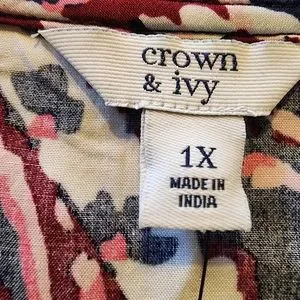 crown
& ivy
1X
MADE IN
INDIA